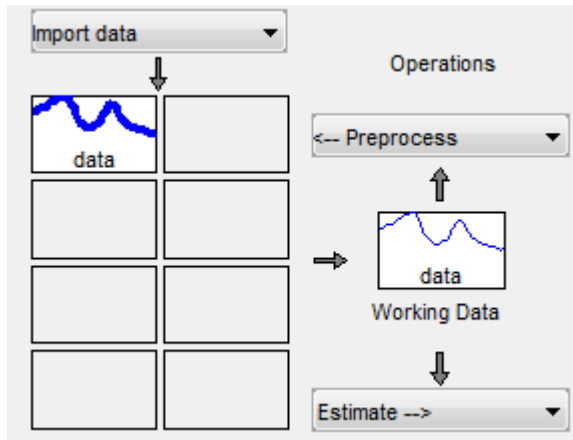 Import data
Operations
data
<-- Preprocess
data
Working Data
Estimate -->